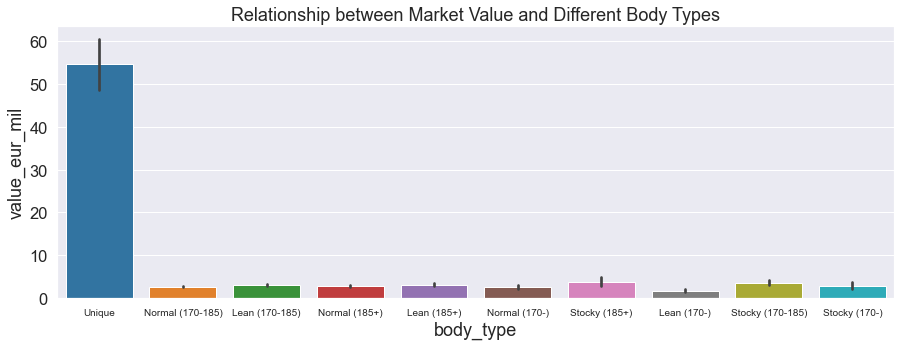 Relationship between Market Value and Different Body Types
value_eur_mil
60
50
40
30
20
10
0
Unique Normal (170-185) Lean (170-185) Normal (185+) Lean (185+) Normal (170-) Stocky (185+) Lean (170-) Stocky (170-185) Stocky (170-)
body_type